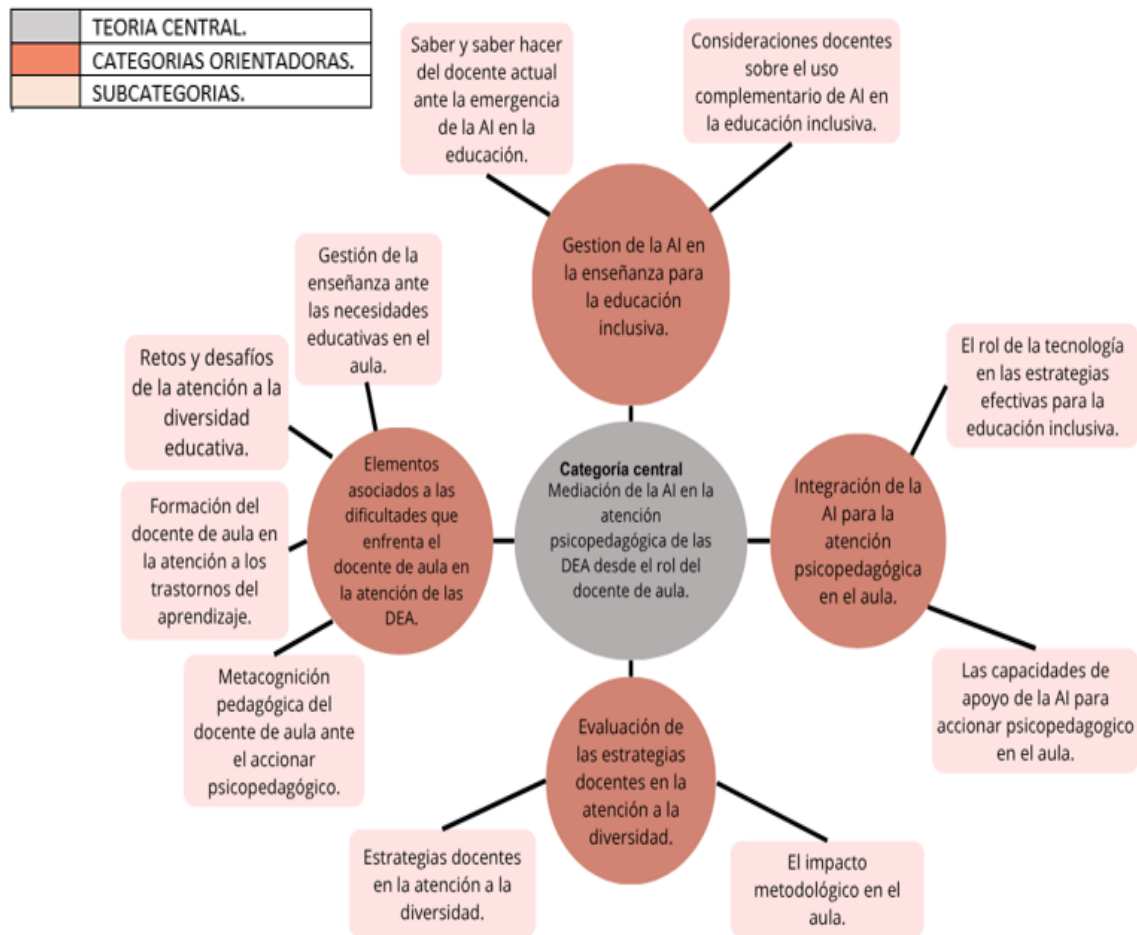 TEORIA CENTRAL.
CATEGORIAS ORIENTADORAS.
SUBCATEGORIAS.
Saber y saber hacer
del docente actual
ante la emergencia
de la AI en la
educación.
Consideraciones docentes
sobre el uso
complementario de AI en
la educación inclusiva.
Gestion de la AI en
la enseñanza para
la educación
inclusiva.
Gestión de la
enseñanza ante
las necesidades
educativas en el
aula.
Retos y desafíos
de la atención a la
diversidad
educativa.
Formación del
docente de aula en
la atención a los
trastornos del
aprendizaje.
Metacognición
pedagógica del
docente de aula ante
el accionar
psicopedagógico.
Elementos
asociados a las
dificultades que
enfrenta el
docente de aula en
la atención de las
DEA.
Categoría central
Mediación de la AI en la
atención
psicopedagógica de las
DEA desde el rol del
docente de aula.
Integración de la
AI para la
atención
psicopedagógica
en el aula.
El rol de la tecnología
en las estrategias
efectivas para la
educación inclusiva.
Las capacidades de
apoyo de la AI para
accionar psicopedagogico
en el aula.
Evaluación de
las estrategias
docentes en la
atención a la
diversidad.
Estrategias docentes
en la atención a la
diversidad.
El impacto
metodológico en el
aula.